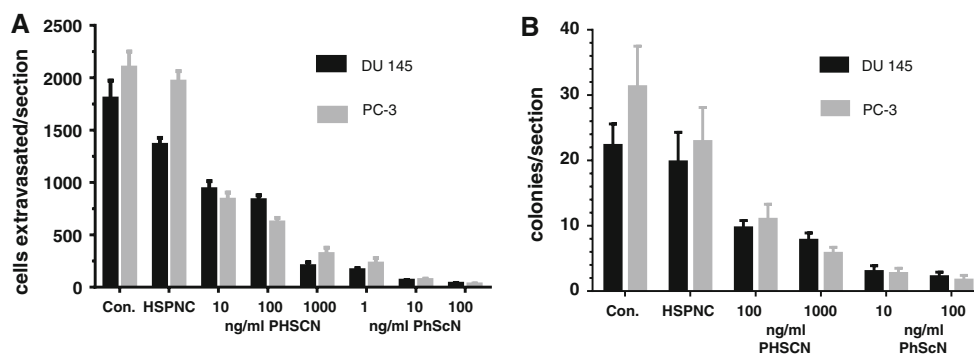 A
2500
2000
1500
1000
500
0
cells extravasated/section
DU 145
PC-3
Con. HSPNC 10 100 1000 1 10 100
ng/ml PHSCN ng/ml PhScN
B
40
30
20
10
0
colonies/section
DU 145
PC-3
Con. HSPNC 100 1000 10 100
ng/ml ng/ml
PHSCN PhScN